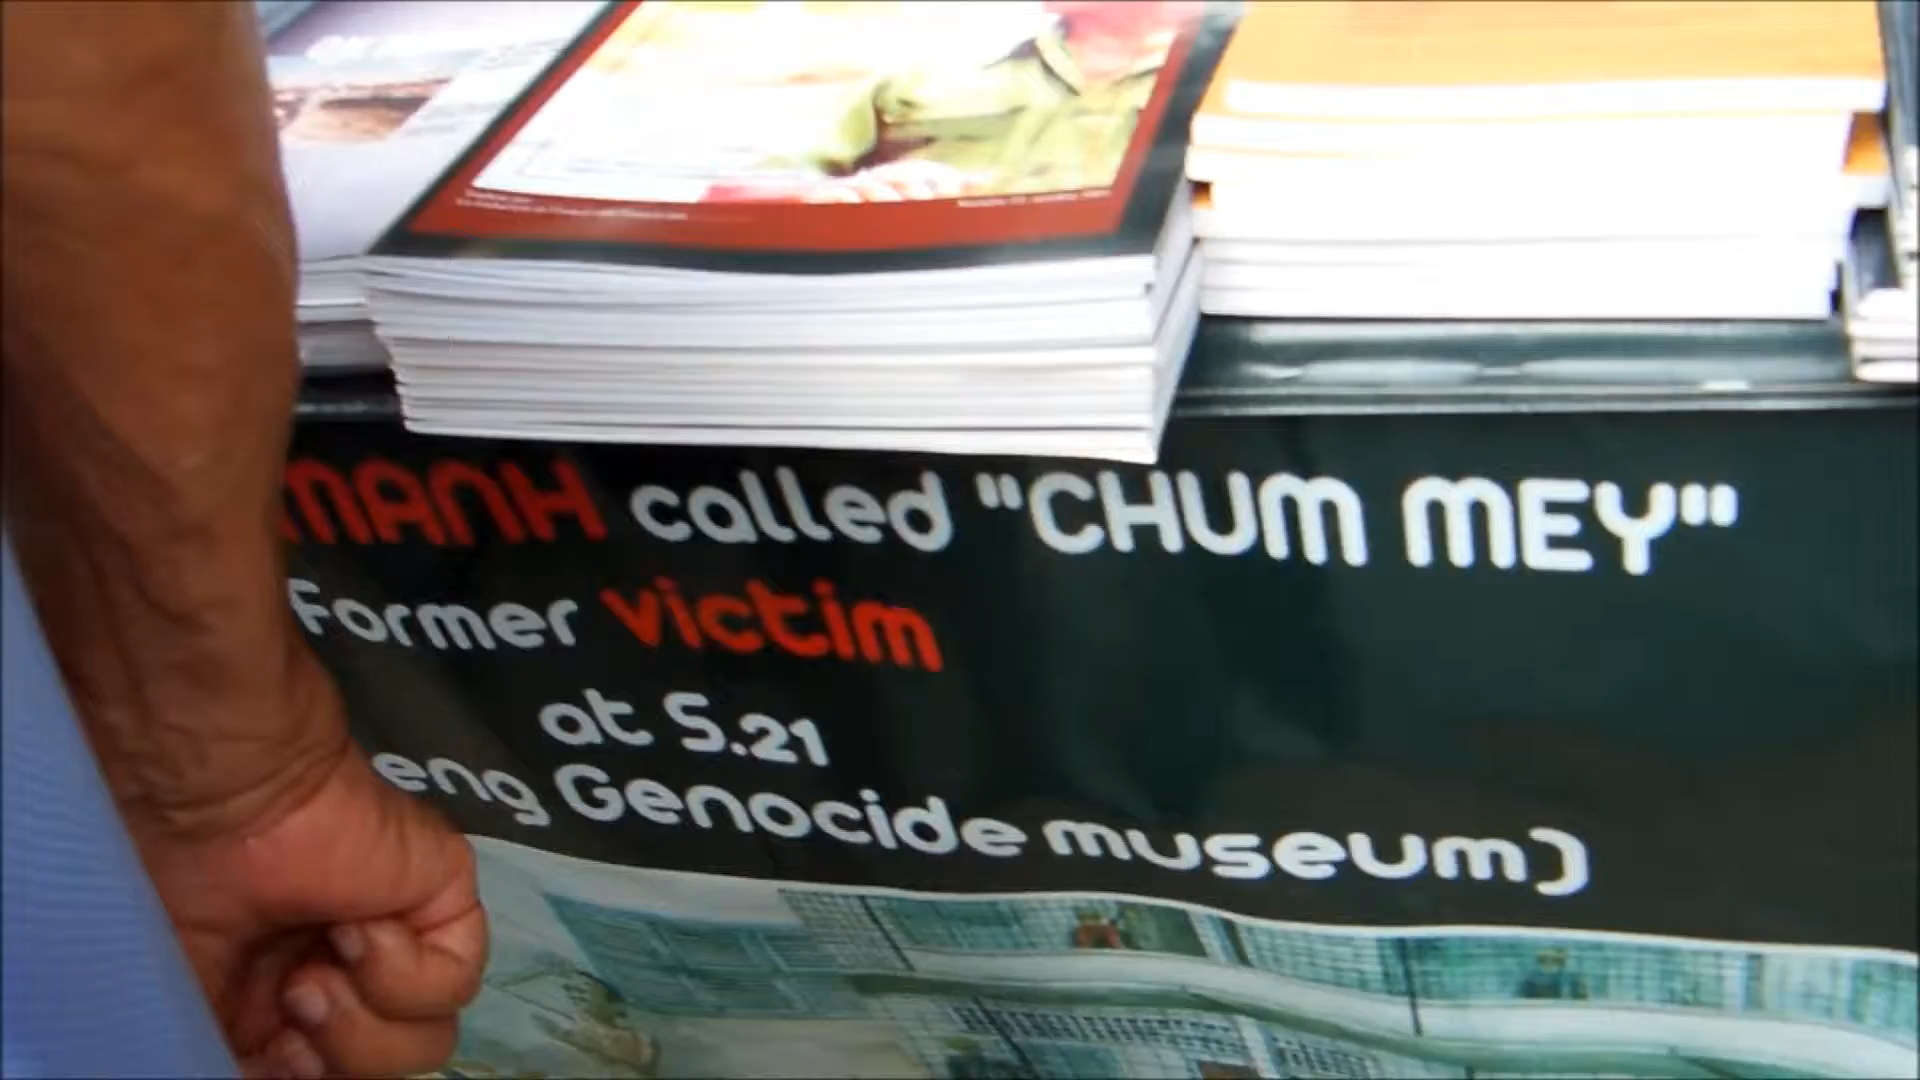 MANH called "CHUM MEY"
Former victim
at S.21
eng Genocide museum)